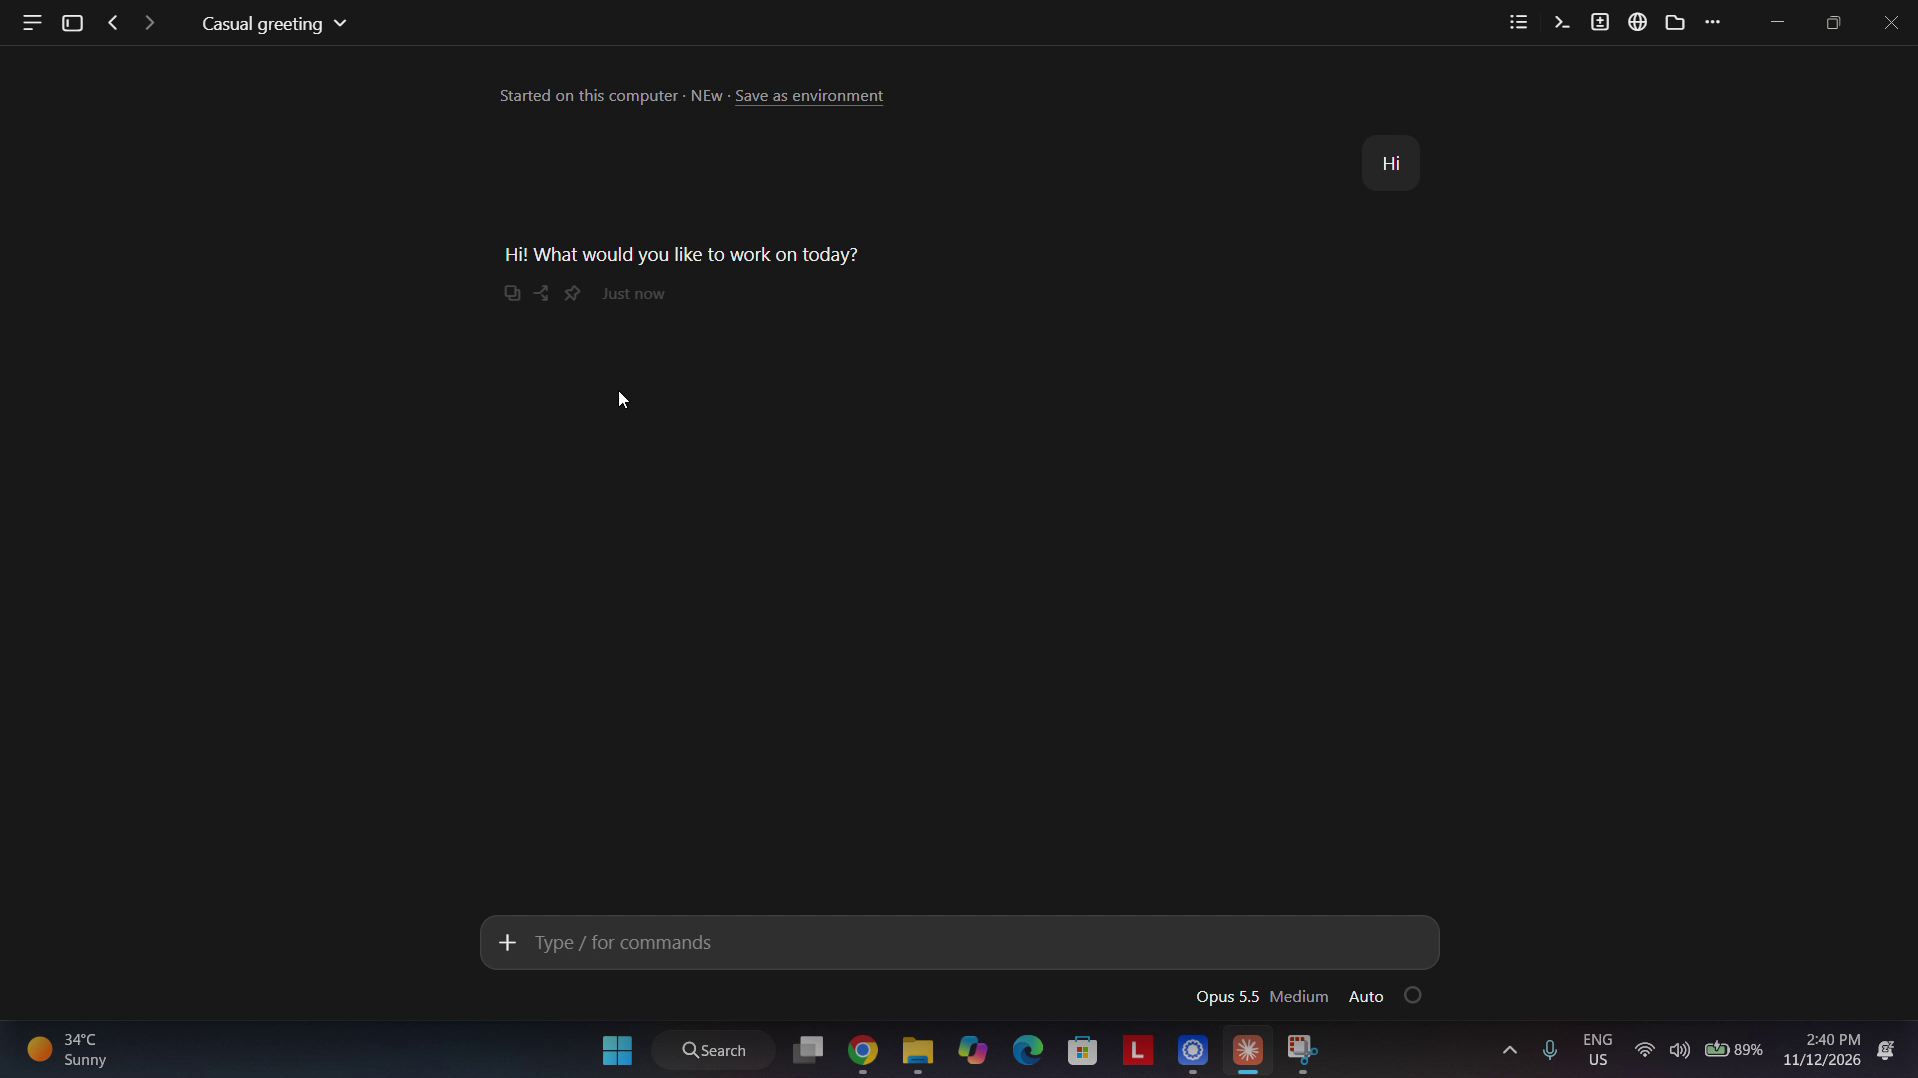 Casual greeting
Started on this computer · NEw · Save as environment
Hi
Hi! What would you like to work on today?
Just now
Type / for commands
Opus 5.5 Medium Auto
34°C
Sunny
Search
L
ENG
US
89%
2:40 PM
11/12/2026